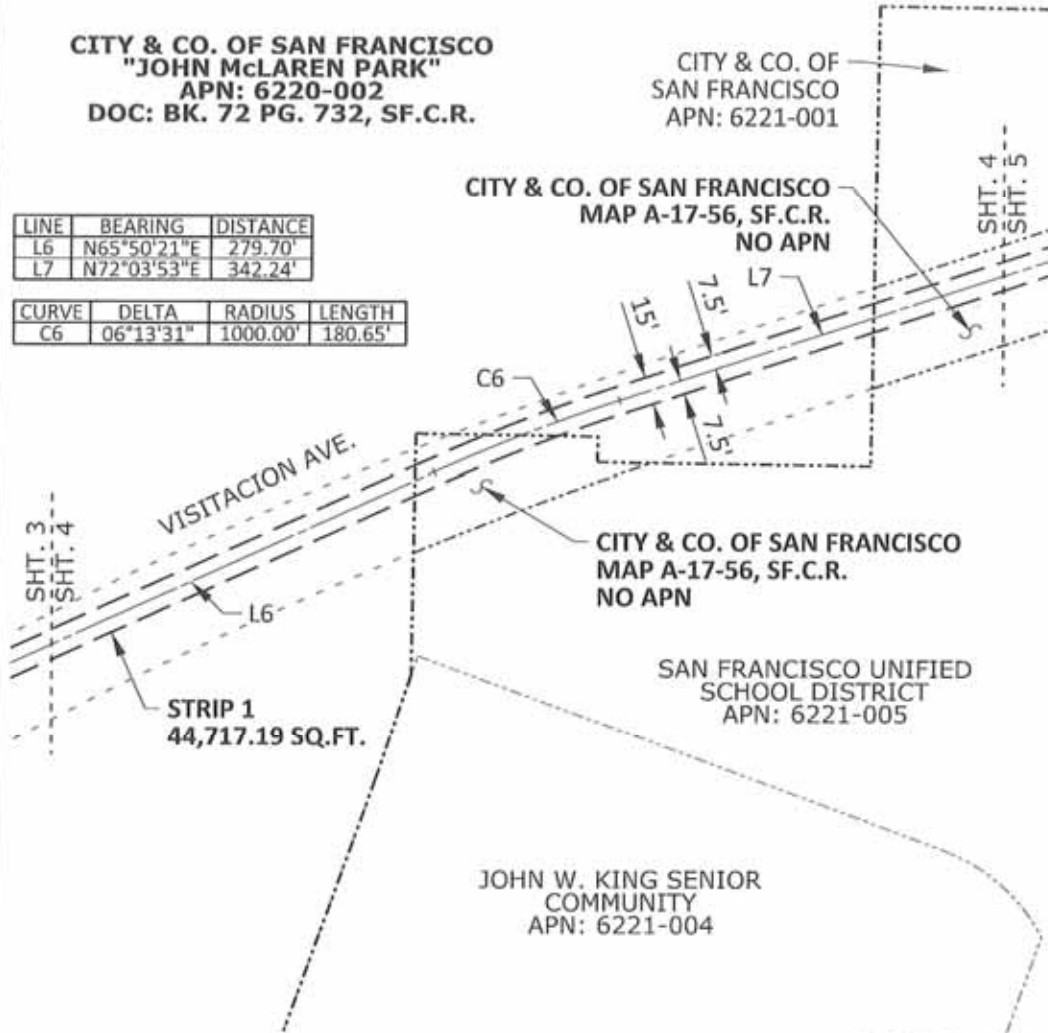 CITY & CO. OF SAN FRANCISCO
"JOHN McLAREN PARK"
APN: 6220-002
DOC: BK. 72 PG. 732, SF.C.R.
CITY & CO. OF
SAN FRANCISCO
APN: 6221-001
SHT. 4
SHT. 5
CITY & CO. OF SAN FRANCISCO
MAP A-17-56, SF.C.R.
NO APN
LINE BEARING DISTANCE
L6 N65°50'21"E 279.70'
L7 N72°03'53"E 342.24'
CURVE DELTA RADIUS LENGTH
C6 06°13'31" 1000.00' 180.65'
L7
7.5'
15'
C6
7.5'
VISITACION AVE.
SHT. 3
SHT. 4
CITY & CO. OF SAN FRANCISCO
MAP A-17-56, SF.C.R.
NO APN
L6
STRIP 1
44,717.19 SQ.FT.
SAN FRANCISCO UNIFIED
SCHOOL DISTRICT
APN: 6221-005
JOHN W. KING SENIOR
COMMUNITY
APN: 6221-004